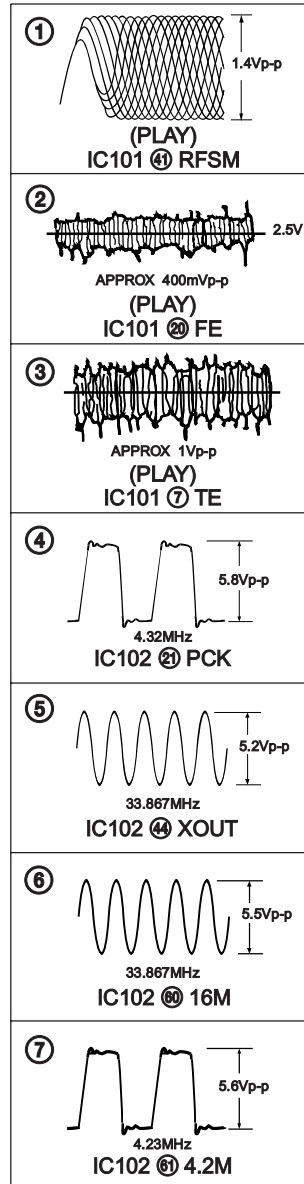 ①
1.4Vp-p
(PLAY)
IC101 ㊶ RFSM
②
2.5V
APPROX 400mVp-p
(PLAY)
IC101 ⑳ FE
③
APPROX 1Vp-p
(PLAY)
IC101 ⑦ TE
④
5.8Vp-p
4.32MHz
IC102 ㉑ PCK
⑤
5.2Vp-p
33.867MHz
IC102 ㊹ XOUT
⑥
5.5Vp-p
33.867MHz
IC102 60 16M
⑦
5.6Vp-p
4.23MHz
IC102 61 4.2M